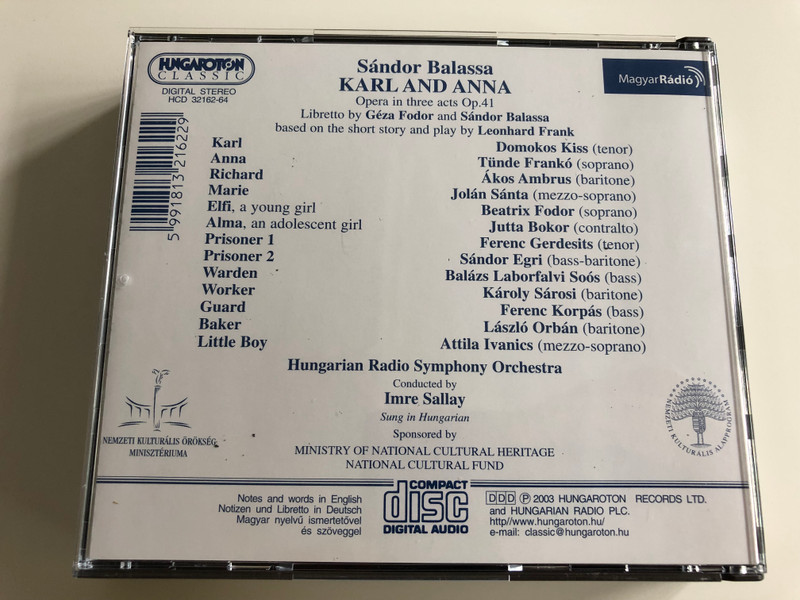 HUNGAROTON
CLASSIC
DIGITAL STEREO
HCD 32162-64
5 991813 216229
Sándor Balassa
KARL AND ANNA
Opera in three acts Op.41
Libretto by Géza Fodor and Sándor Balassa
based on the short story and play by Leonhard Frank
MagyarRádió
Karl Domokos Kiss (tenor)
Anna Tünde Frankó (soprano)
Richard Ákos Ambrus (baritone)
Marie Jolán Sánta (mezzo-soprano)
Elfi, a young girl Beatrix Fodor (soprano)
Alma, an adolescent girl Jutta Bokor (contralto)
Prisoner 1 Ferenc Gerdesits (tenor)
Prisoner 2 Sándor Egri (bass-baritone)
Warden Balázs Laborfalvi Soós (bass)
Worker Károly Sárosi (baritone)
Guard Ferenc Korpás (bass)
Baker László Orbán (baritone)
Little Boy Attila Ivanics (mezzo-soprano)
Hungarian Radio Symphony Orchestra
Conducted by
Imre Sallay
Sung in Hungarian
Sponsored by
MINISTRY OF NATIONAL CULTURAL HERITAGE
NATIONAL CULTURAL FUND
NEMZETI KULTURÁLIS ÖRÖKSÉG
MINISZTÉRIUMA
NEMZETI KULTURÁLIS ALAPPROGRAM
Notes and words in English
Notizen und Libretto in Deutsch
Magyar nyelvű ismertetővel
és szöveggel
COMPACT
disc
DIGITAL AUDIO
DDD Ⓟ 2003 HUNGAROTON RECORDS LTD.
and HUNGARIAN RADIO PLC.
http//www.hungaroton.hu/
e-mail: classic@hungaroton.hu